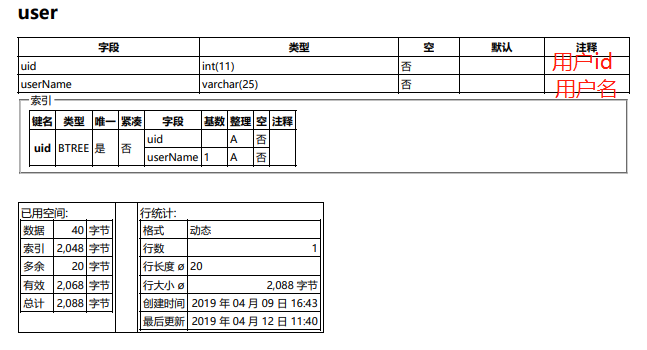 user
字段 类型 空 默认 注释
uid int(11) 否 用户id
userName varchar(25) 否 用户名
索引
键名 类型 唯一 紧凑 字段 基数 整理 空 注释
uid BTREE 是 否 uid A 否
userName 1 A 否
已用空间: 行统计:
数据 40 字节 格式 动态
索引 2,048 字节 行数 1
多余 20 字节 行长度 ø 20
有效 2,068 字节 行大小 ø 2,088 字节
总计 2,088 字节 创建时间 2019 年 04 月 09 日 16:43
最后更新 2019 年 04 月 12 日 11:40